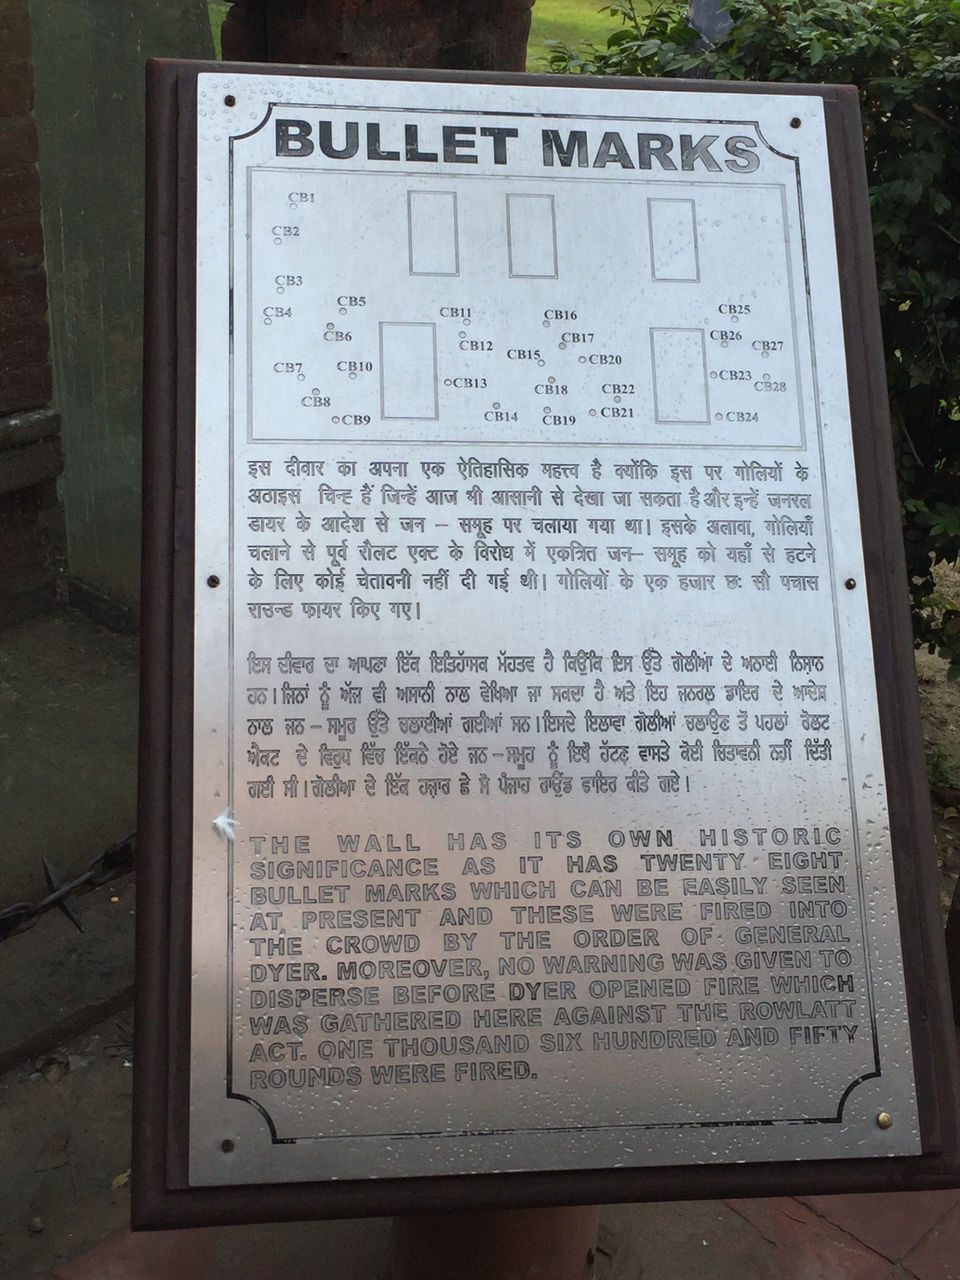 BULLET MARKS
CB1
CB2
CB3
CB4
CB5
CB6
CB7
CB8
CB9
CB10
CB11
CB12
CB13
CB14
CB15
CB16
CB17
CB18
CB19
CB20
CB21
CB22
CB23
CB24
CB25
CB26
CB27
CB28
इस दीवार का अपना एक ऐतिहासिक महत्त्व है क्योंकि इस पर गोलियों के
अठाइस चिन्ह हैं जिन्हें आज भी आसानी से देखा जा सकता है और इन्हें जनरल
डायर के आदेश से जन – समूह पर चलाया गया था। इसके अलावा, गोलियाँ
चलाने से पूर्व रौलट एक्ट के विरोध में एकत्रित जन– समूह को यहाँ से हटने
के लिए कोई चेतावनी नहीं दी गई थी। गोलियों के एक हजार छः सौ पचास
राउन्ड फायर किए गए।
ਇਸ ਦੀਵਾਰ ਦਾ ਆਪਣਾ ਇੱਕ ਇਤਿਹਾਸਕ ਮੱਹਤਵ ਹੈ ਕਿਉਂਕਿ ਇਸ ਉੱਤੇ ਗੋਲੀਆਂ ਦੇ ਅਠਾਈ ਨਿਸ਼ਾਨ
ਹਨ।ਜਿਨਾਂ ਨੂੰ ਅੱਜ ਵੀ ਅਸਾਨੀ ਨਾਲ ਵੇਖਿਆ ਜਾ ਸਕਦਾ ਹੈ ਅਤੇ ਇਹ ਜਨਰਲ ਡਾਇਰ ਦੇ ਆਦੇਸ਼
ਨਾਲ ਜਨ – ਸਮੂਹ ਉੱਤੇ ਚਲਾਈਆਂ ਗਈਆਂ ਸਨ।ਇਸਦੇ ਇਲਾਵਾ ਗੋਲੀਆਂ ਚਲਾਉਣ ਤੋਂ ਪਹਲਾਂ ਰੋਲਟ
ਐਕਟ ਦੇ ਵਿਰੁਧ ਵਿੱਚ ਇੱਕਠੇ ਹੋਏ ਜਨ –ਸਮੂਹ ਨੂੰ ਇਥੋਂ ਹੱਟਣ ਵਾਸਤੇ ਕੋਈ ਚਿਤਾਵਨੀ ਨਹੀਂ ਦਿੱਤੀ
ਗਈ ਸੀ।ਗੋਲੀਆ ਦੇ ਇੱਕ ਹਜ਼ਾਰ ਛੇ ਸੋ ਪੰਜਾਹ ਰਾਉਂਡ ਫਾਇਰ ਕੀਤੇ ਗਏ।
THE WALL HAS ITS OWN HISTORIC
SIGNIFICANCE AS IT HAS TWENTY EIGHT
BULLET MARKS WHICH CAN BE EASILY SEEN
AT PRESENT AND THESE WERE FIRED INTO
THE CROWD BY THE ORDER OF GENERAL
DYER. MOREOVER, NO WARNING WAS GIVEN TO
DISPERSE BEFORE DYER OPENED FIRE WHICH
WAS GATHERED HERE AGAINST THE ROWLATT
ACT. ONE THOUSAND SIX HUNDRED AND FIFTY
ROUNDS WERE FIRED.